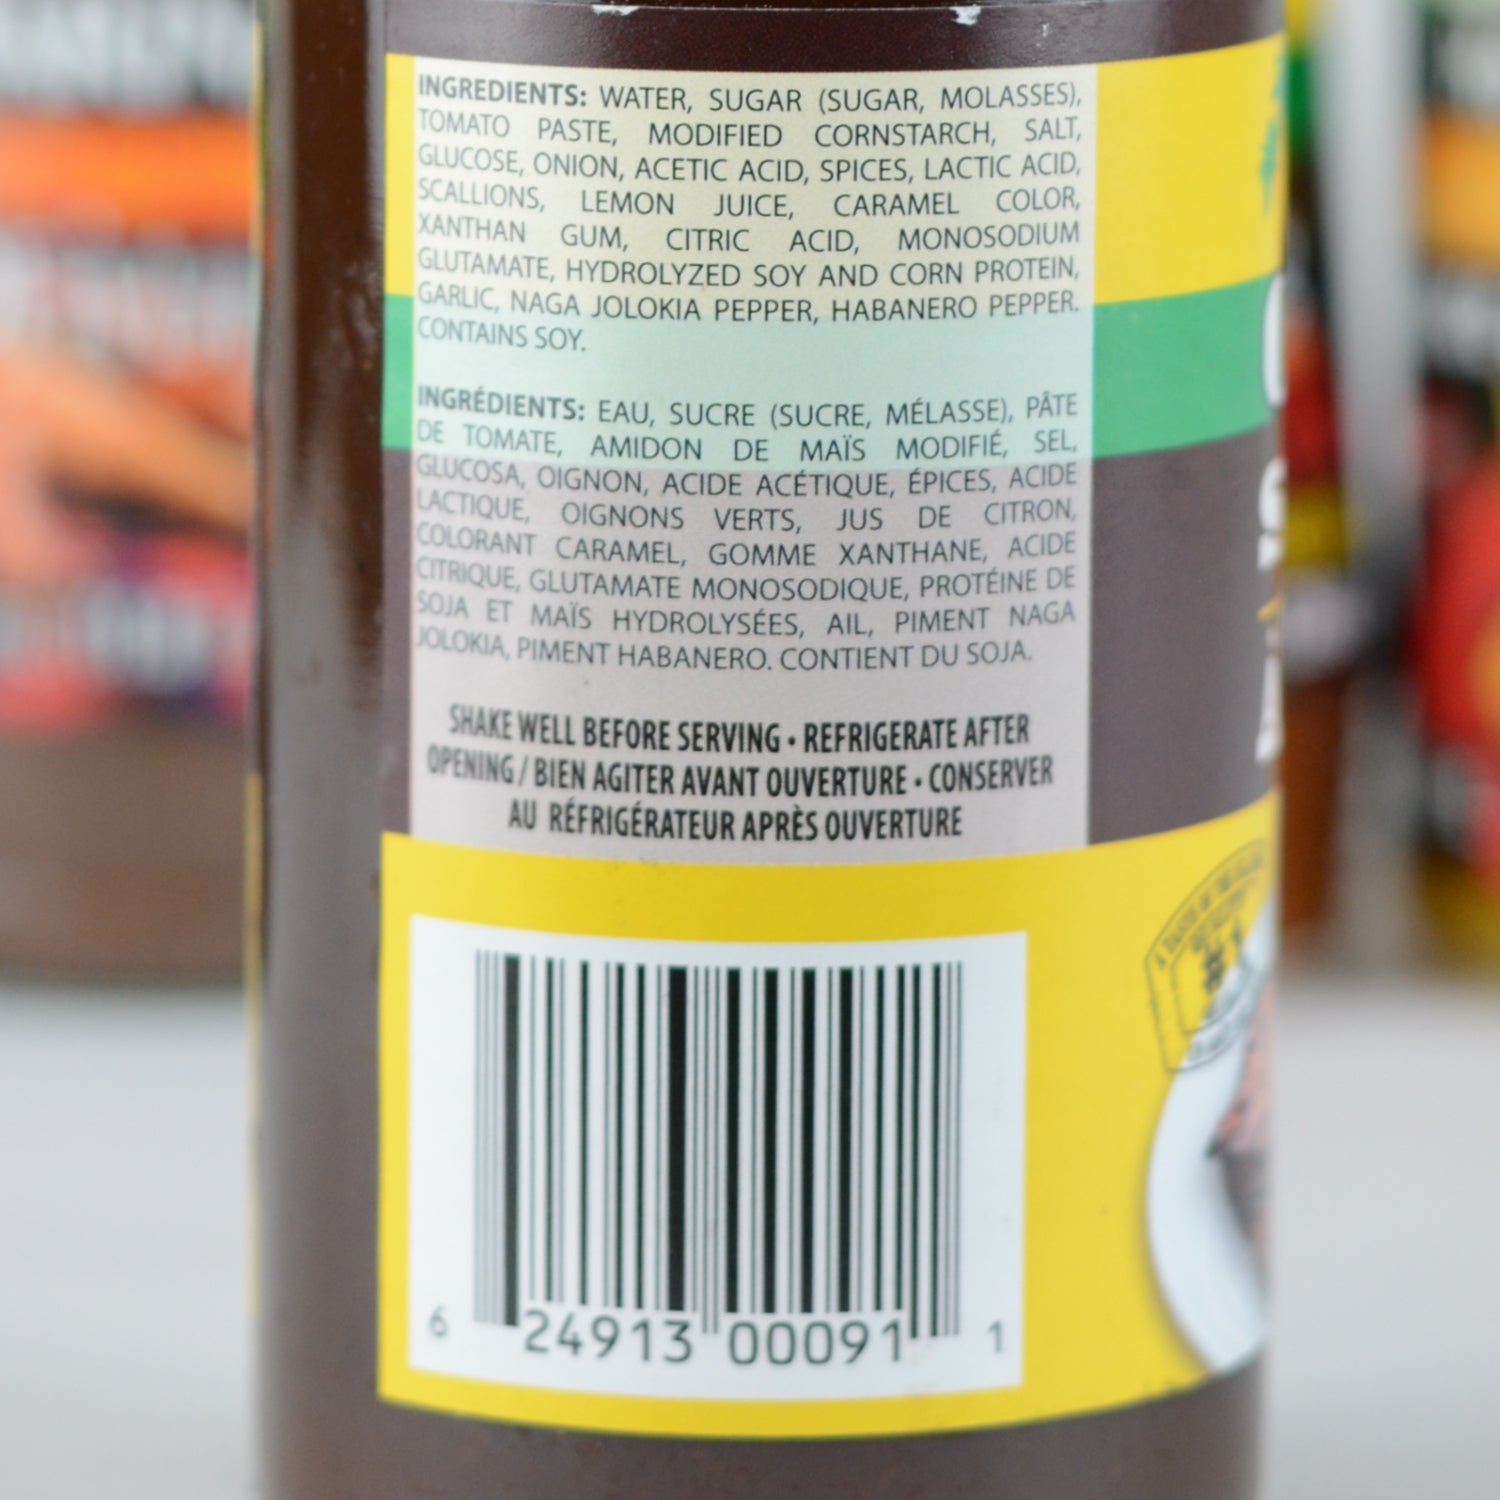 INGREDIENTS: WATER, SUGAR (SUGAR, MOLASSES),
TOMATO PASTE, MODIFIED CORNSTARCH, SALT,
GLUCOSE, ONION, ACETIC ACID, SPICES, LACTIC ACID,
SCALLIONS, LEMON JUICE, CARAMEL COLOR,
XANTHAN GUM, CITRIC ACID, MONOSODIUM
GLUTAMATE, HYDROLYZED SOY AND CORN PROTEIN,
GARLIC, NAGA JOLOKIA PEPPER, HABANERO PEPPER.
CONTAINS SOY.
INGRÉDIENTS: EAU, SUCRE (SUCRE, MÉLASSE), PÂTE
DE TOMATE, AMIDON DE MAÏS MODIFIÉ, SEL,
GLUCOSA, OIGNON, ACIDE ACÉTIQUE, ÉPICES, ACIDE
LACTIQUE, OIGNONS VERTS, JUS DE CITRON,
COLORANT CARAMEL, GOMME XANTHANE, ACIDE
CITRIQUE, GLUTAMATE MONOSODIQUE, PROTÉINE DE
SOJA ET MAÏS HYDROLYSÉES, AIL, PIMENT NAGA
JOLOKIA, PIMENT HABANERO. CONTIENT DU SOJA.
SHAKE WELL BEFORE SERVING • REFRIGERATE AFTER
OPENING / BIEN AGITER AVANT OUVERTURE • CONSERVER
AU RÉFRIGÉRATEUR APRÈS OUVERTURE
6 24913 00091 1
#1